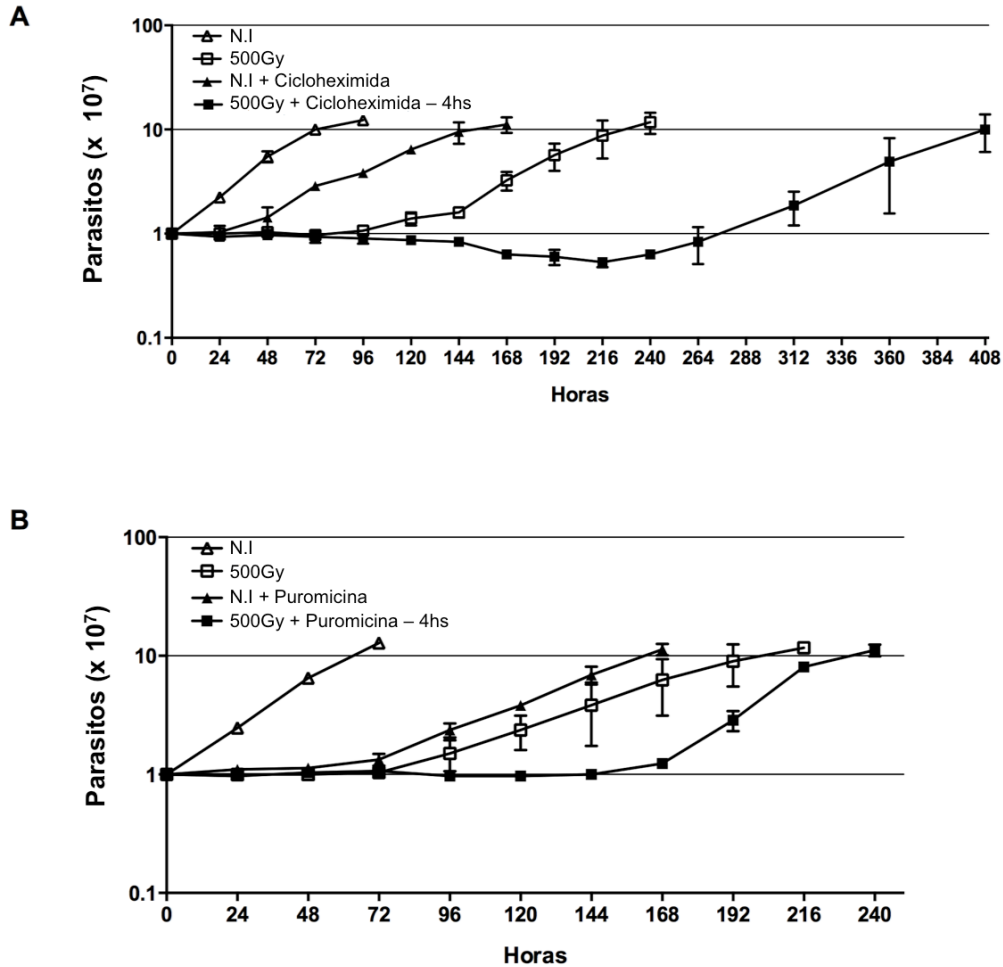 A
Parasitos (x 10⁷)
100
10
1
0.1
N.I
500Gy
N.I + Cicloheximida
500Gy + Cicloheximida – 4hs
0 24 48 72 96 120 144 168 192 216 240 264 288 312 336 360 384 408
Horas
B
Parasitos (x 10⁷)
100
10
1
0.1
N.I
500Gy
N.I + Puromicina
500Gy + Puromicina – 4hs
0 24 48 72 96 120 144 168 192 216 240
Horas